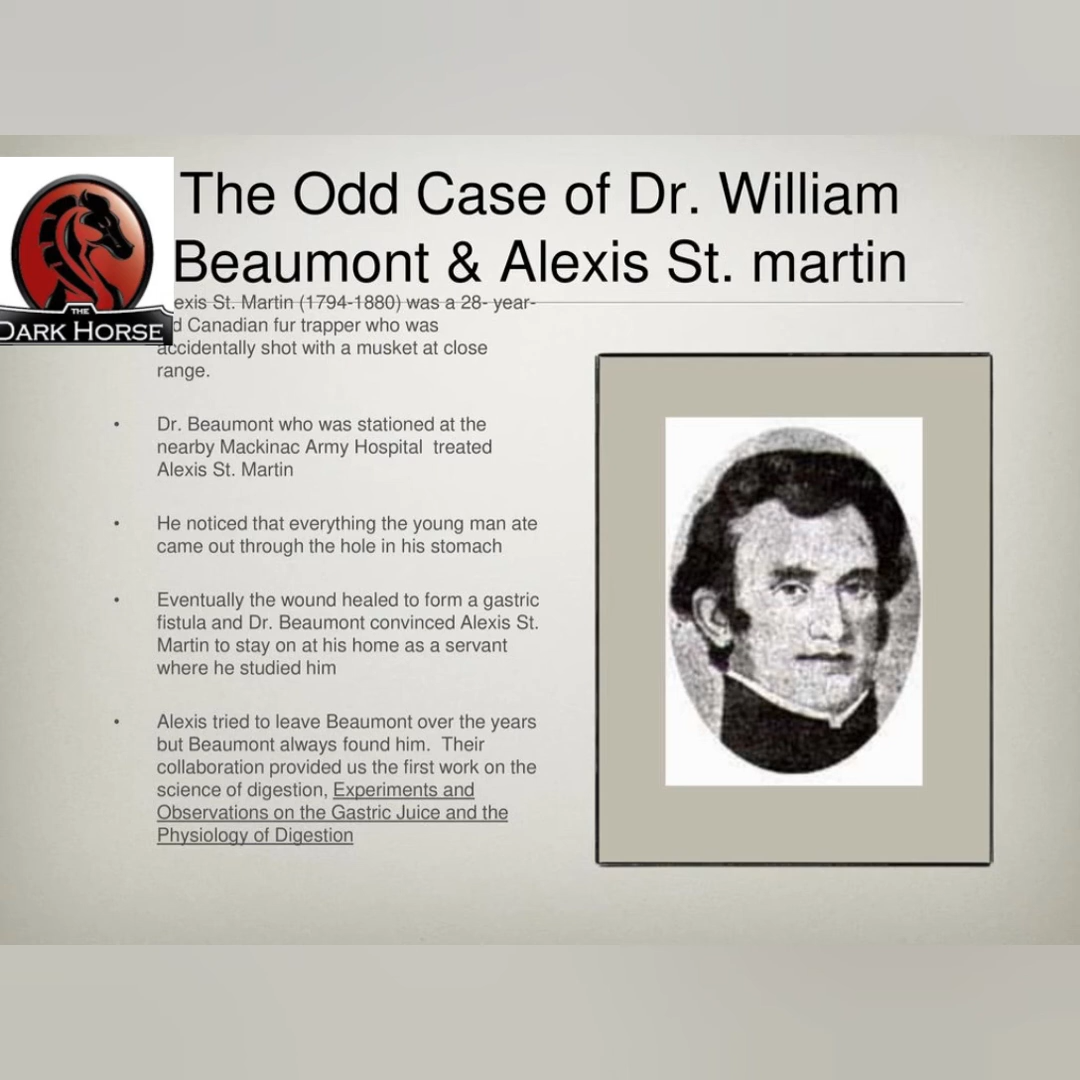 The Odd Case of Dr. William
Beaumont & Alexis St. martin
THE
DARK HORSE
exis St. Martin (1794-1880) was a 28- year-
d Canadian fur trapper who was
accidentally shot with a musket at close
range.
• Dr. Beaumont who was stationed at the
nearby Mackinac Army Hospital treated
Alexis St. Martin
• He noticed that everything the young man ate
came out through the hole in his stomach
• Eventually the wound healed to form a gastric
fistula and Dr. Beaumont convinced Alexis St.
Martin to stay on at his home as a servant
where he studied him
• Alexis tried to leave Beaumont over the years
but Beaumont always found him. Their
collaboration provided us the first work on the
science of digestion, Experiments and
Observations on the Gastric Juice and the
Physiology of Digestion